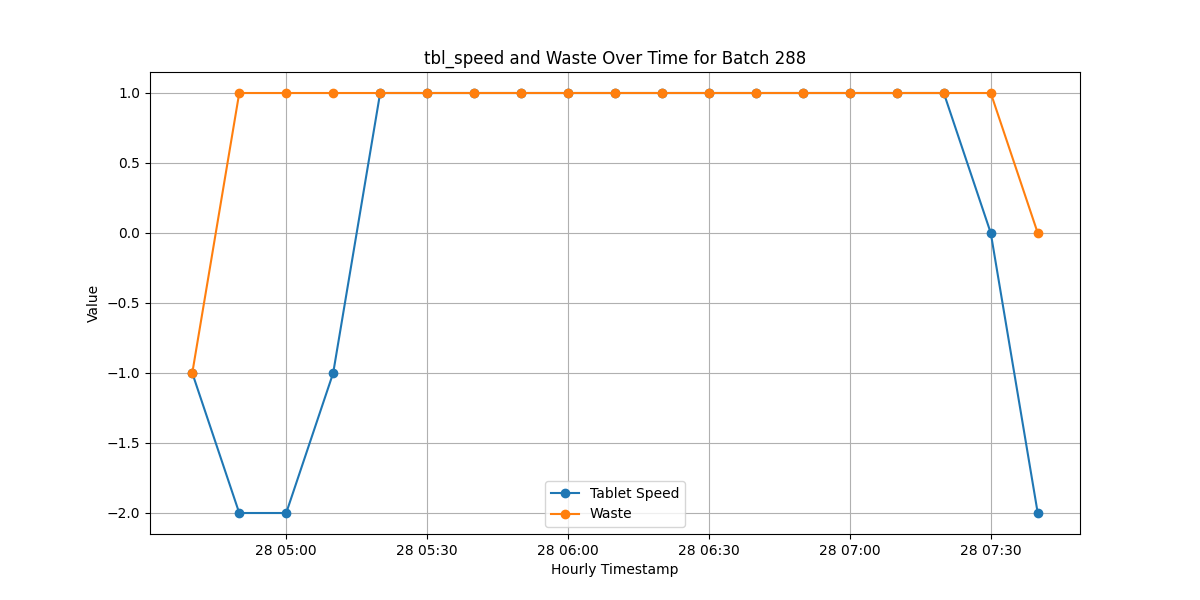 tbl_speed and Waste Over Time for Batch 288
Value
1.0
0.5
0.0
−0.5
−1.0
−1.5
−2.0
Tablet Speed
Waste
28 05:00 28 05:30 28 06:00 28 06:30 28 07:00 28 07:30
Hourly Timestamp